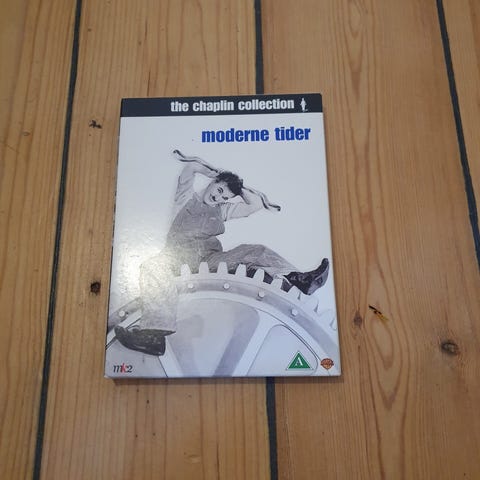 the chaplin collection
moderne tider
mk2
A